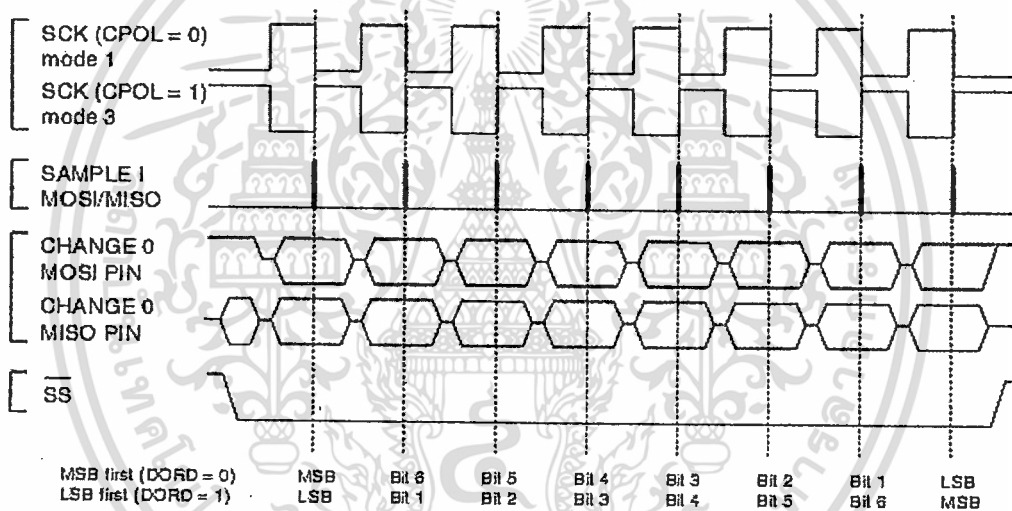 SCK (CPOL = 0)
mode 1
SCK (CPOL = 1)
mode 3
SAMPLE I
MOSI/MISO
CHANGE 0
MOSI PIN
CHANGE 0
MISO PIN
SS
MSB first (DORD = 0) MSB Bit 6 Bit 5 Bit 4 Bit 3 Bit 2 Bit 1 LSB
LSB first (DORD = 1) LSB Bit 1 Bit 2 Bit 3 Bit 4 Bit 5 Bit 6 MSB